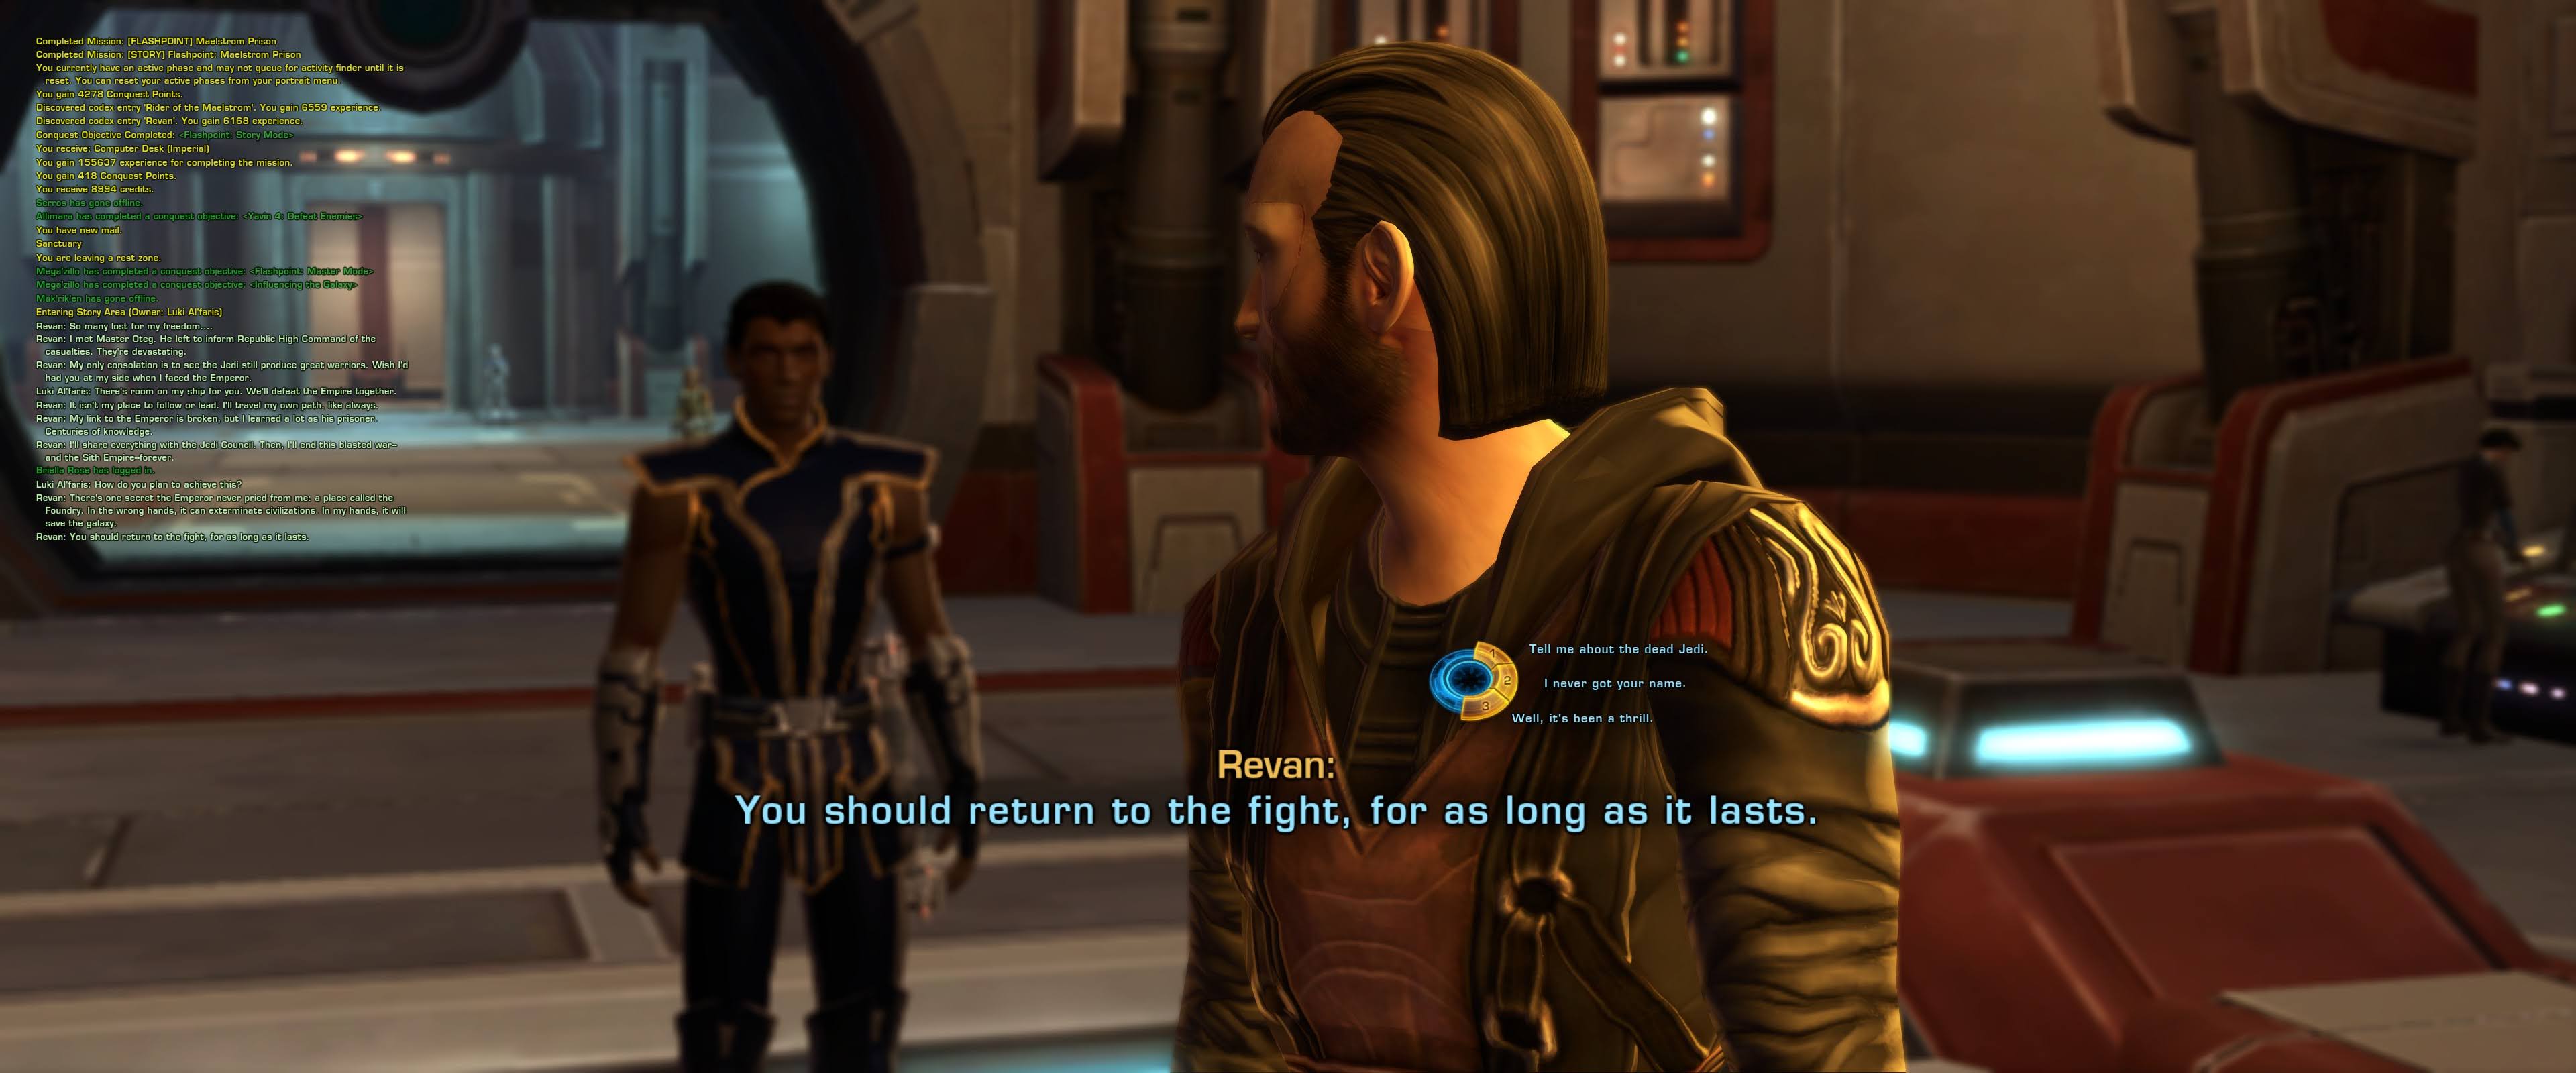 Completed Mission: [FLASHPOINT] Maelstrom Prison
Completed Mission: [STORY] Flashpoint: Maelstrom Prison
You currently have an active phase and may not queue for activity finder until it is
reset. You can reset your active phases from your portrait menu.
You gain 4278 Conquest Points.
Discovered codex entry 'Rider of the Maelstrom'. You gain 6559 experience.
Discovered codex entry 'Revan'. You gain 6168 experience.
Conquest Objective Completed: <Flashpoint: Story Mode>
You receive: Computer Desk (Imperial)
You gain 155637 experience for completing the mission.
You gain 418 Conquest Points.
You receive 8994 credits.
Serros has gone offline.
Allimara has completed a conquest objective: <Yavin 4: Defeat Enemies>
You have new mail.
Sanctuary
You are leaving a rest zone.
Mega'zillo has completed a conquest objective: <Flashpoint: Master Mode>
Mega'zillo has completed a conquest objective: <Influencing the Galaxy>
Mak'rik'en has gone offline.
Entering Story Area (Owner: Luki Al'faris)
Revan: So many lost for my freedom....
Revan: I met Master Oteg. He left to inform Republic High Command of the
casualties. They're devastating.
Revan: My only consolation is to see the Jedi still produce great warriors. Wish I'd
had you at my side when I faced the Emperor.
Luki Al'faris: There's room on my ship for you. We'll defeat the Empire together.
Revan: It isn't my place to follow or lead. I'll travel my own path, like always.
Revan: My link to the Emperor is broken, but I learned a lot as his prisoner.
Centuries of knowledge.
Revan: I'll share everything with the Jedi Council. Then, I'll end this blasted war—
and the Sith Empire—forever.
Briella Rose has logged in.
Luki Al'faris: How do you plan to achieve this?
Revan: There's one secret the Emperor never pried from me: a place called the
Foundry. In the wrong hands, it can exterminate civilizations. In my hands, it will
save the galaxy.
Revan: You should return to the fight, for as long as it lasts.
1 Tell me about the dead Jedi.
2 I never got your name.
3 Well, it's been a thrill.
Revan:
You should return to the fight, for as long as it lasts.